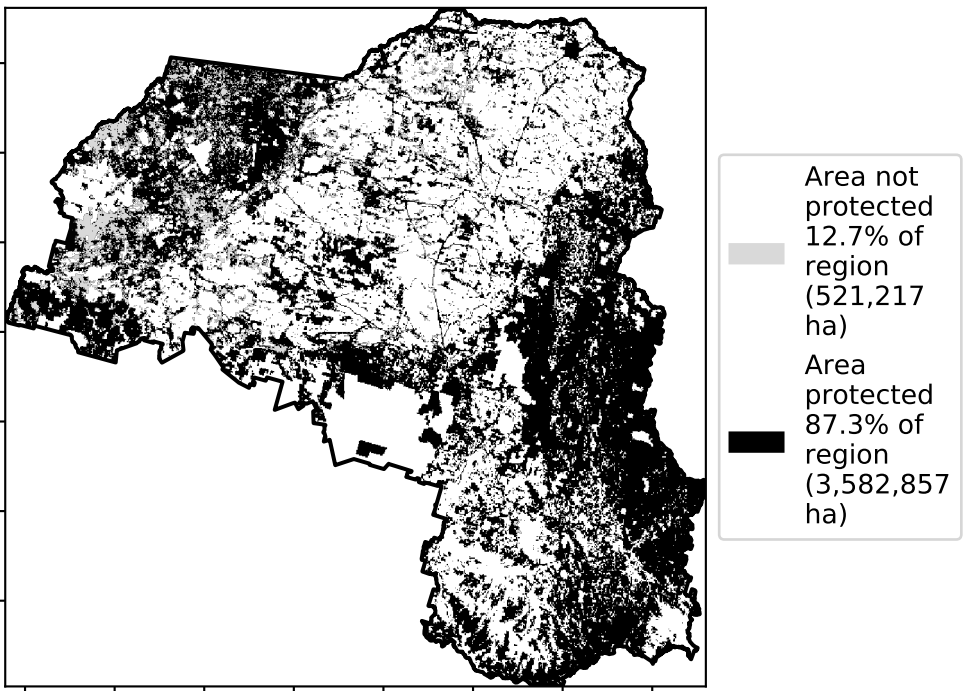 Area not
protected
12.7% of
region
(521,217
ha)
Area
protected
87.3% of
region
(3,582,857
ha)